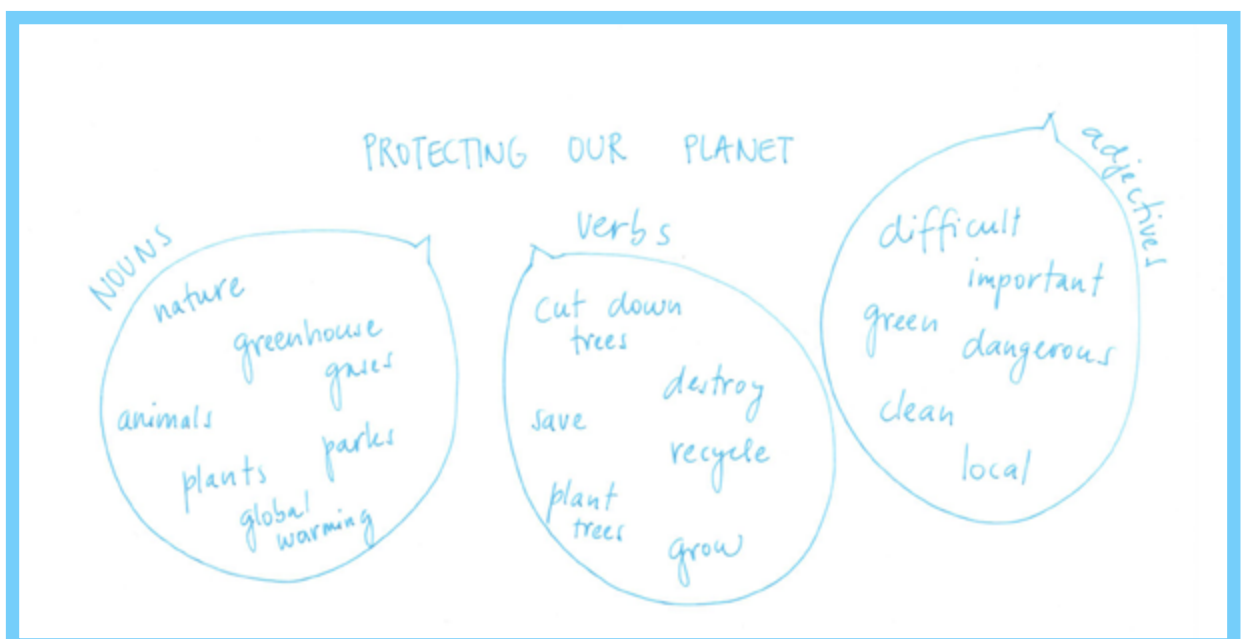 PROTECTING OUR PLANET
NOUNS
nature
greenhouse
gases
animals
parks
plants
global
warming
verbs
cut down
trees
destroy
save
recycle
plant
trees
grow
adjectives
difficult
important
green
dangerous
clean
local